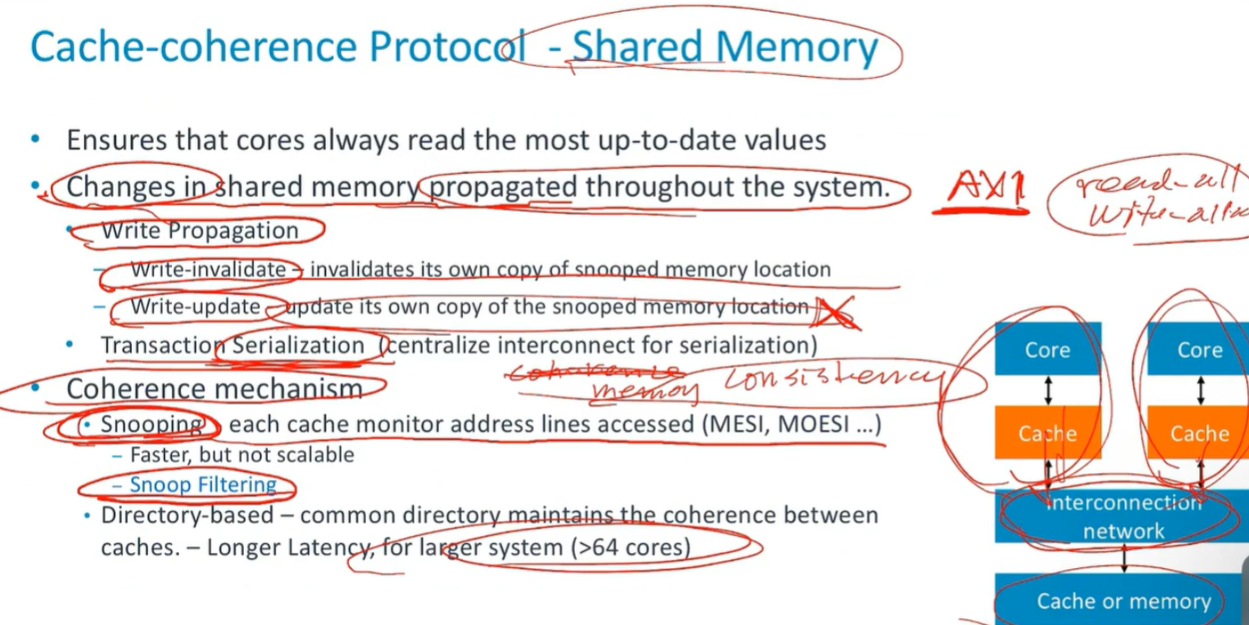 Cache-coherence Protocol - Shared Memory
• Ensures that cores always read the most up-to-date values
• Changes in shared memory propagated throughout the system.
AXI
read-all
write-allo
• Write Propagation
– Write-invalidate – invalidates its own copy of snooped memory location
– Write-update – update its own copy of the snooped memory location
• Transaction Serialization (centralize interconnect for serialization)
• Coherence mechanism
memory consistency
• Snooping – each cache monitor address lines accessed (MESI, MOESI ...)
– Faster, but not scalable
– Snoop Filtering
• Directory-based – common directory maintains the coherence between
caches. – Longer Latency, for larger system (>64 cores)
Core
Core
Cache
Cache
Interconnection
network
Cache or memory